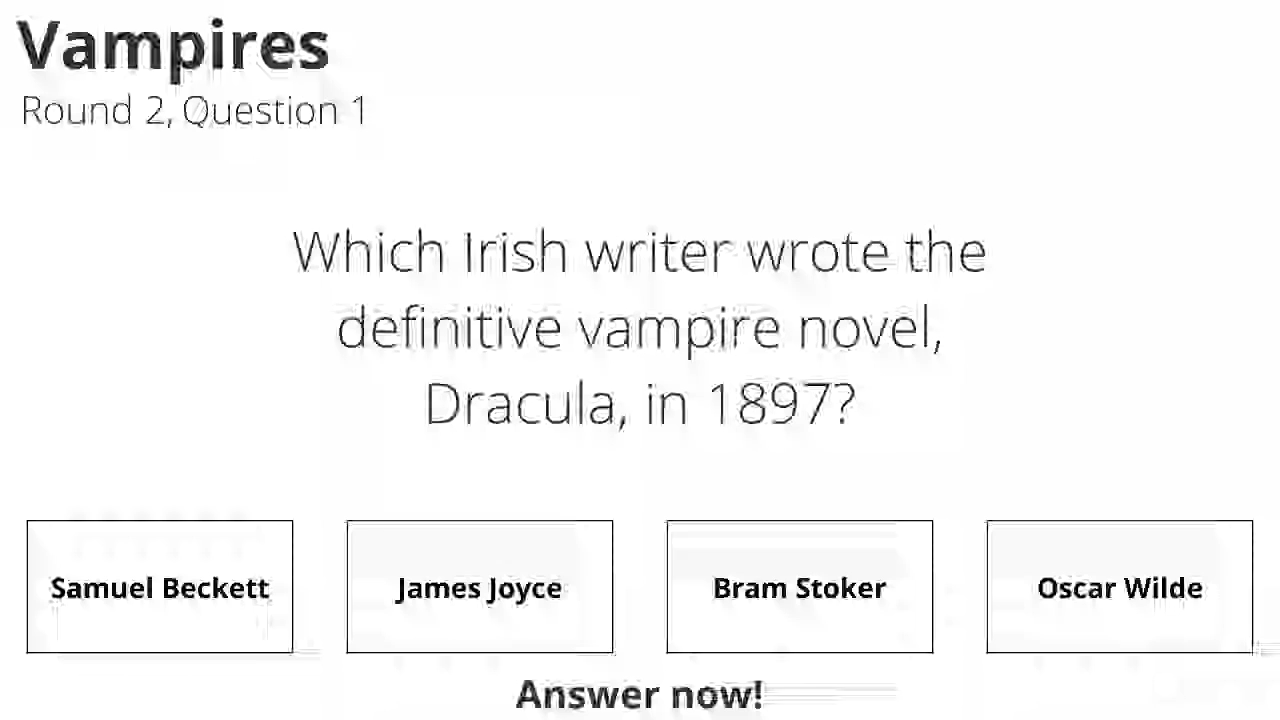 Vampires
Round 2, Question 1
Which Irish writer wrote the
definitive vampire novel,
Dracula, in 1897?
Samuel Beckett
James Joyce
Bram Stoker
Oscar Wilde
Answer now!